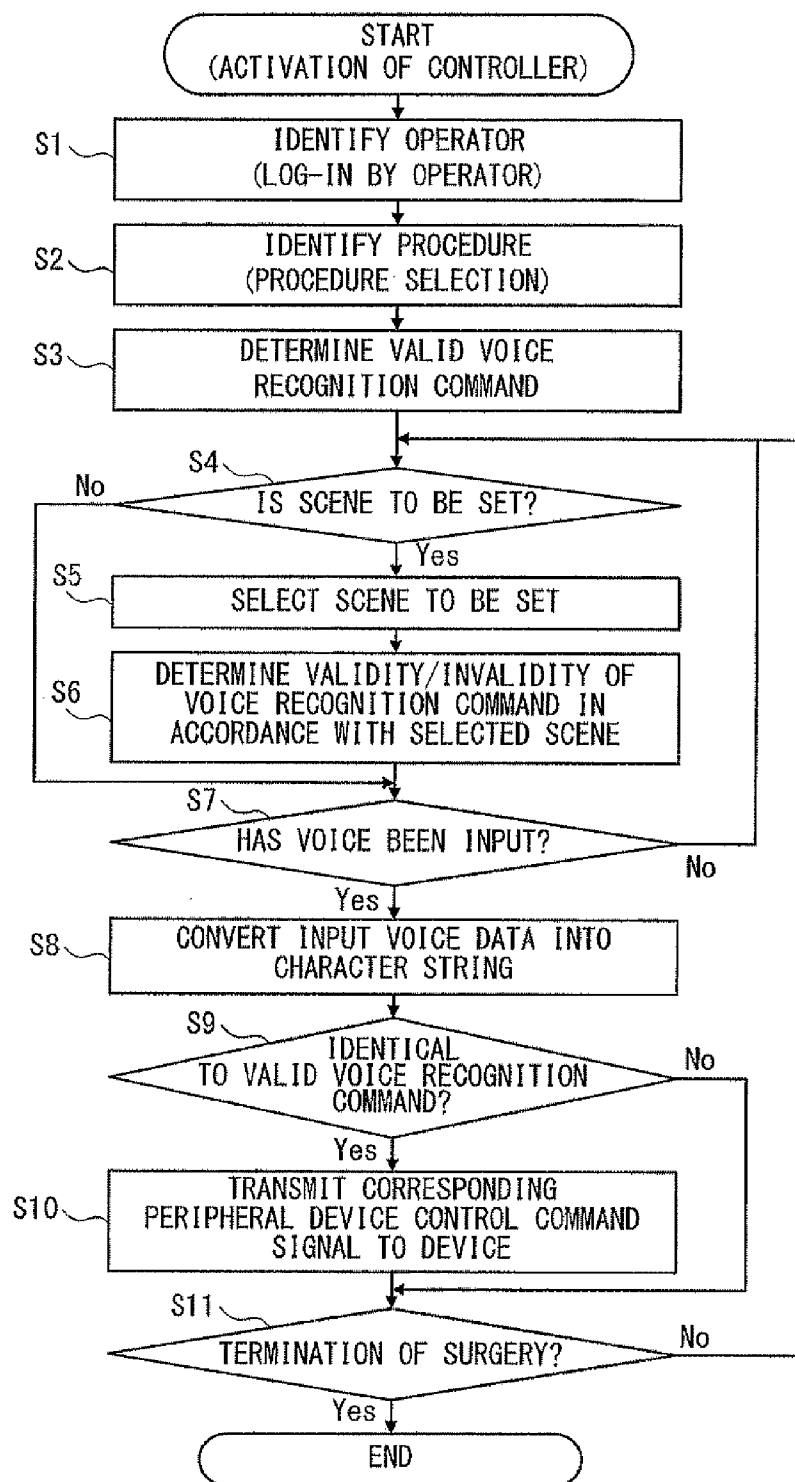 START
(ACTIVATION OF CONTROLLER)
S1
IDENTIFY OPERATOR
(LOG-IN BY OPERATOR)
S2
IDENTIFY PROCEDURE
(PROCEDURE SELECTION)
S3
DETERMINE VALID VOICE
RECOGNITION COMMAND
S4
No
IS SCENE TO BE SET?
Yes
S5
SELECT SCENE TO BE SET
S6
DETERMINE VALIDITY/INVALIDITY OF
VOICE RECOGNITION COMMAND IN
ACCORDANCE WITH SELECTED SCENE
S7
HAS VOICE BEEN INPUT?
No
Yes
S8
CONVERT INPUT VOICE DATA INTO
CHARACTER STRING
S9
IDENTICAL
TO VALID VOICE RECOGNITION
COMMAND?
No
Yes
S10
TRANSMIT CORRESPONDING
PERIPHERAL DEVICE CONTROL COMMAND
SIGNAL TO DEVICE
S11
TERMINATION OF SURGERY?
No
Yes
END